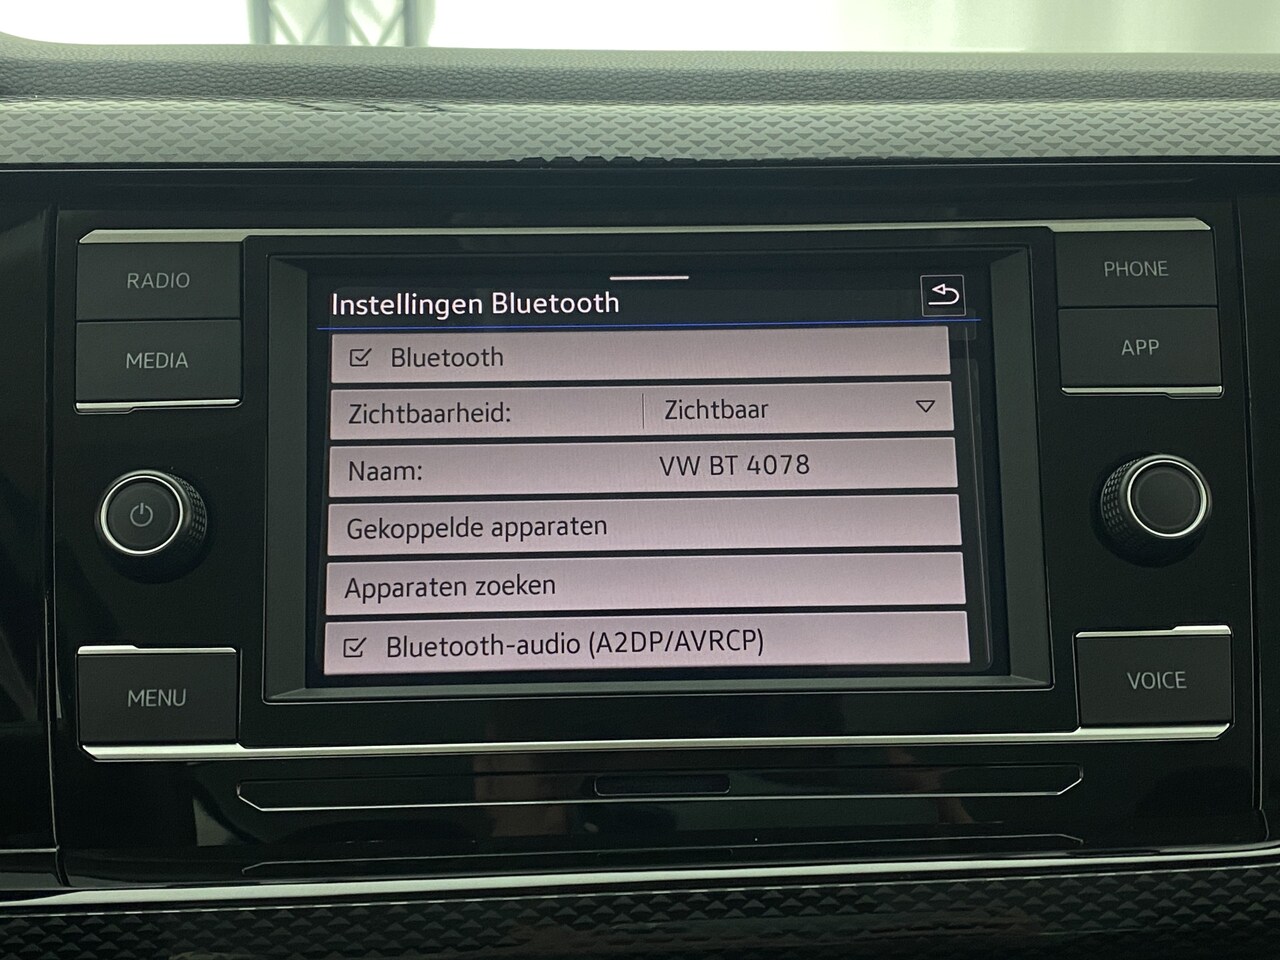 RADIO
MEDIA
MENU
Instellingen Bluetooth
Bluetooth
Zichtbaarheid: Zichtbaar
Naam: VW BT 4078
Gekoppelde apparaten
Apparaten zoeken
Bluetooth-audio (A2DP/AVRCP)
PHONE
APP
VOICE